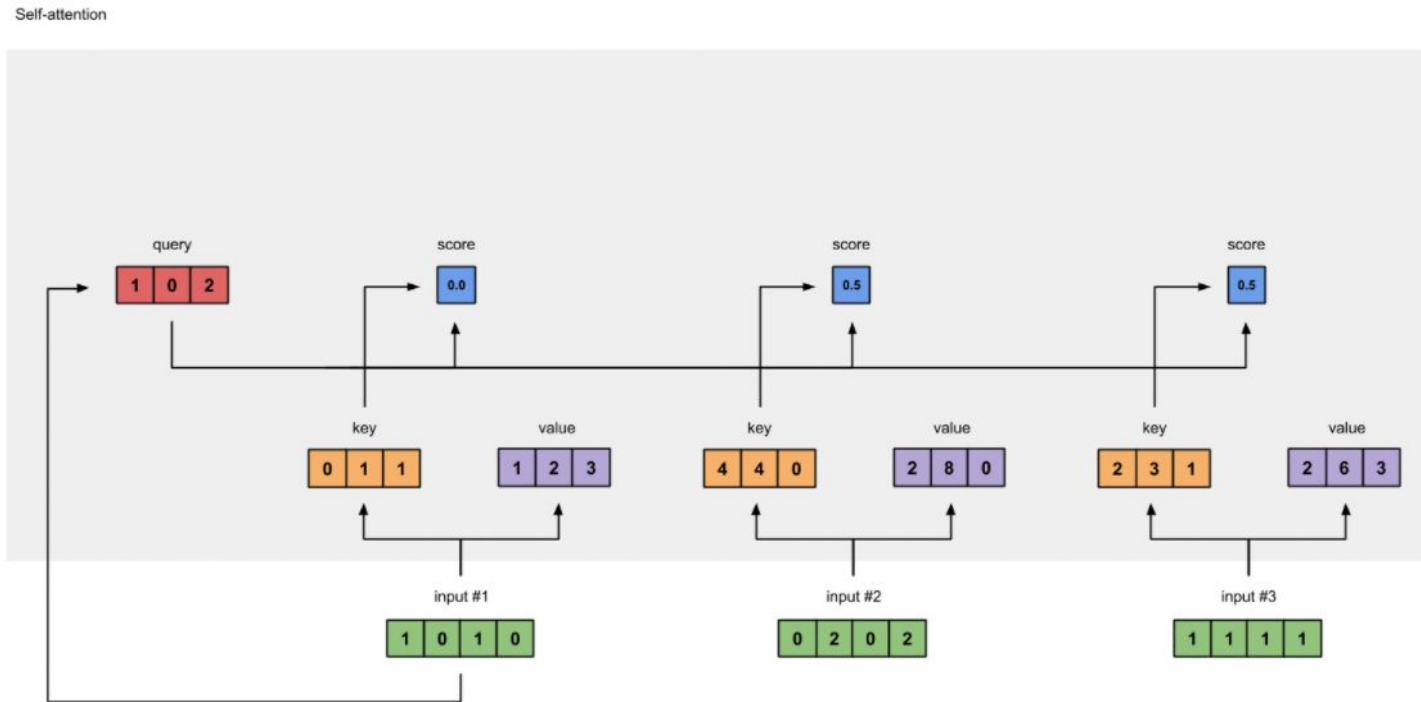 Self-attention
query score score score
1 0 2 0.0 0.5 0.5
key value key value key value
0 1 1 1 2 3 4 4 0 2 8 0 2 3 1 2 6 3
input #1 input #2 input #3
1 0 1 0 0 2 0 2 1 1 1 1